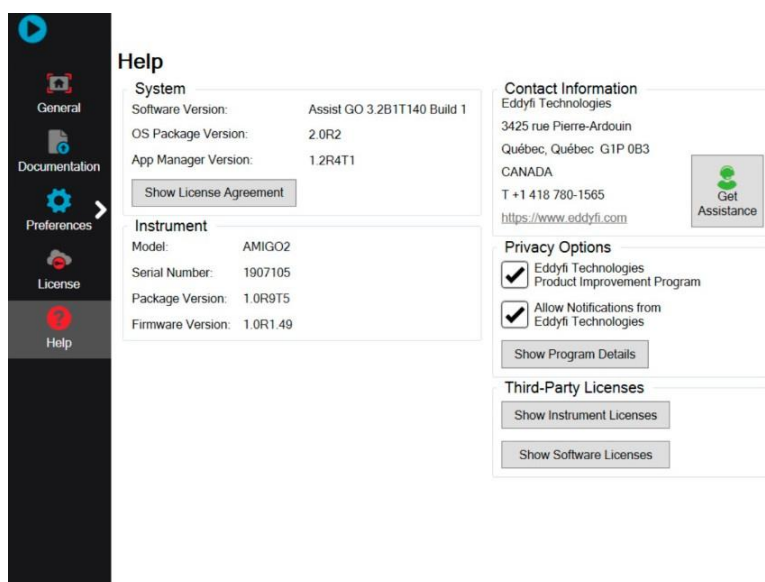 General
Documentation
Preferences
License
Help
Help
System
Software Version: Assist GO 3.2B1T140 Build 1
OS Package Version: 2.0R2
App Manager Version: 1.2R4T1
Show License Agreement
Instrument
Model: AMIGO2
Serial Number: 1907105
Package Version: 1.0R9T5
Firmware Version: 1.0R1.49
Contact Information
Eddyfi Technologies
3425 rue Pierre-Ardouin
Québec, Québec G1P 0B3
CANADA
T +1 418 780-1565
https://www.eddyfi.com
Get
Assistance
Privacy Options
Eddyfi Technologies
Product Improvement Program
Allow Notifications from
Eddyfi Technologies
Show Program Details
Third-Party Licenses
Show Instrument Licenses
Show Software Licenses